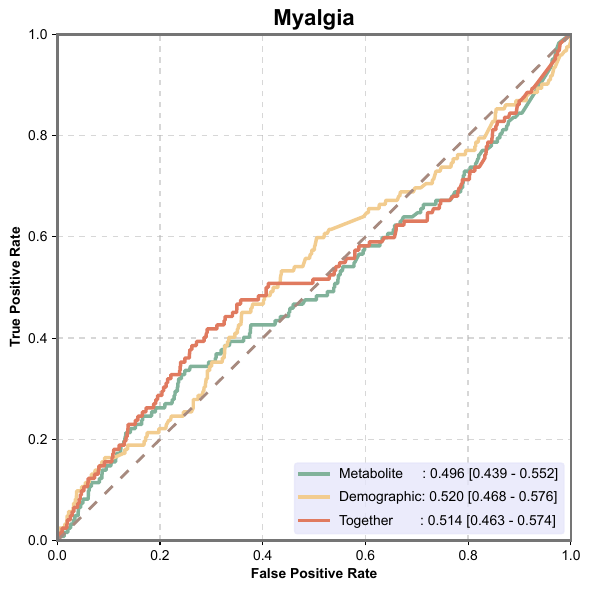 Myalgia
True Positive Rate
1.0
0.8
0.6
0.4
0.2
0.0
Metabolite : 0.496 [0.439 - 0.552]
Demographic: 0.520 [0.468 - 0.576]
Together : 0.514 [0.463 - 0.574]
0.0 0.2 0.4 0.6 0.8 1.0
False Positive Rate